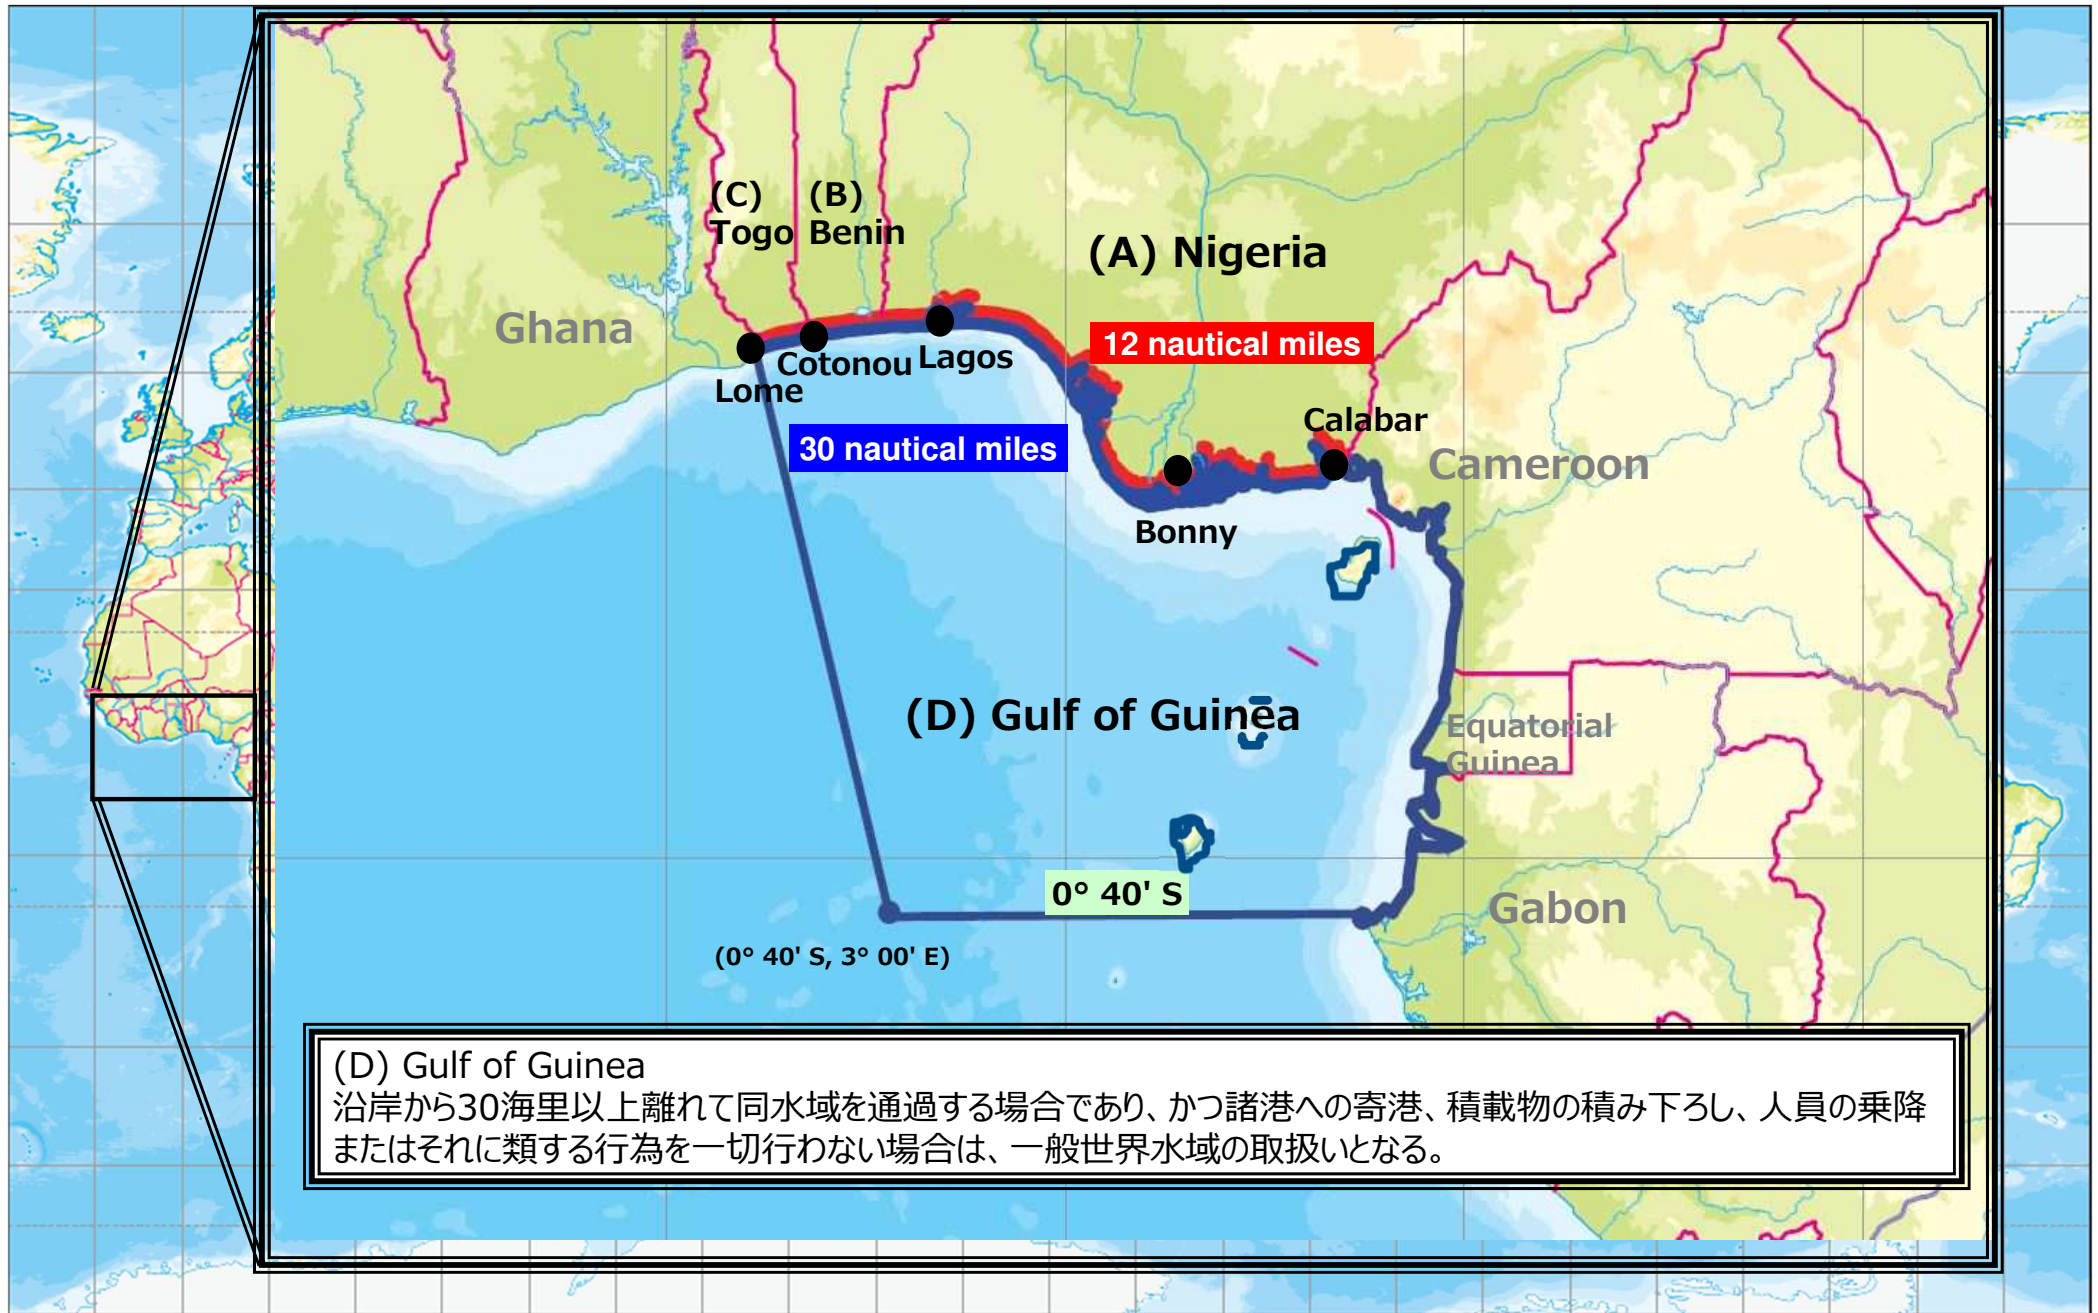 (C)
(B)
Togo
Benin
(A) Nigeria
Ghana
12 nautical miles
Cotonou
Lagos
Lome
Calabar
30 nautical miles
Cameroon
Bonny
(D) Gulf of Guinea
Equatorial
Guinea
0° 40' S
Gabon
(0° 40' S, 3° 00' E)
(D) Gulf of Guinea
沿岸から30海里以上離れて同水域を通過する場合であり、かつ諸港への寄港、積載物の積み下ろし、人員の乗降
またはそれに類する行為を一切行わない場合は、一般世界水域の取扱いとなる。